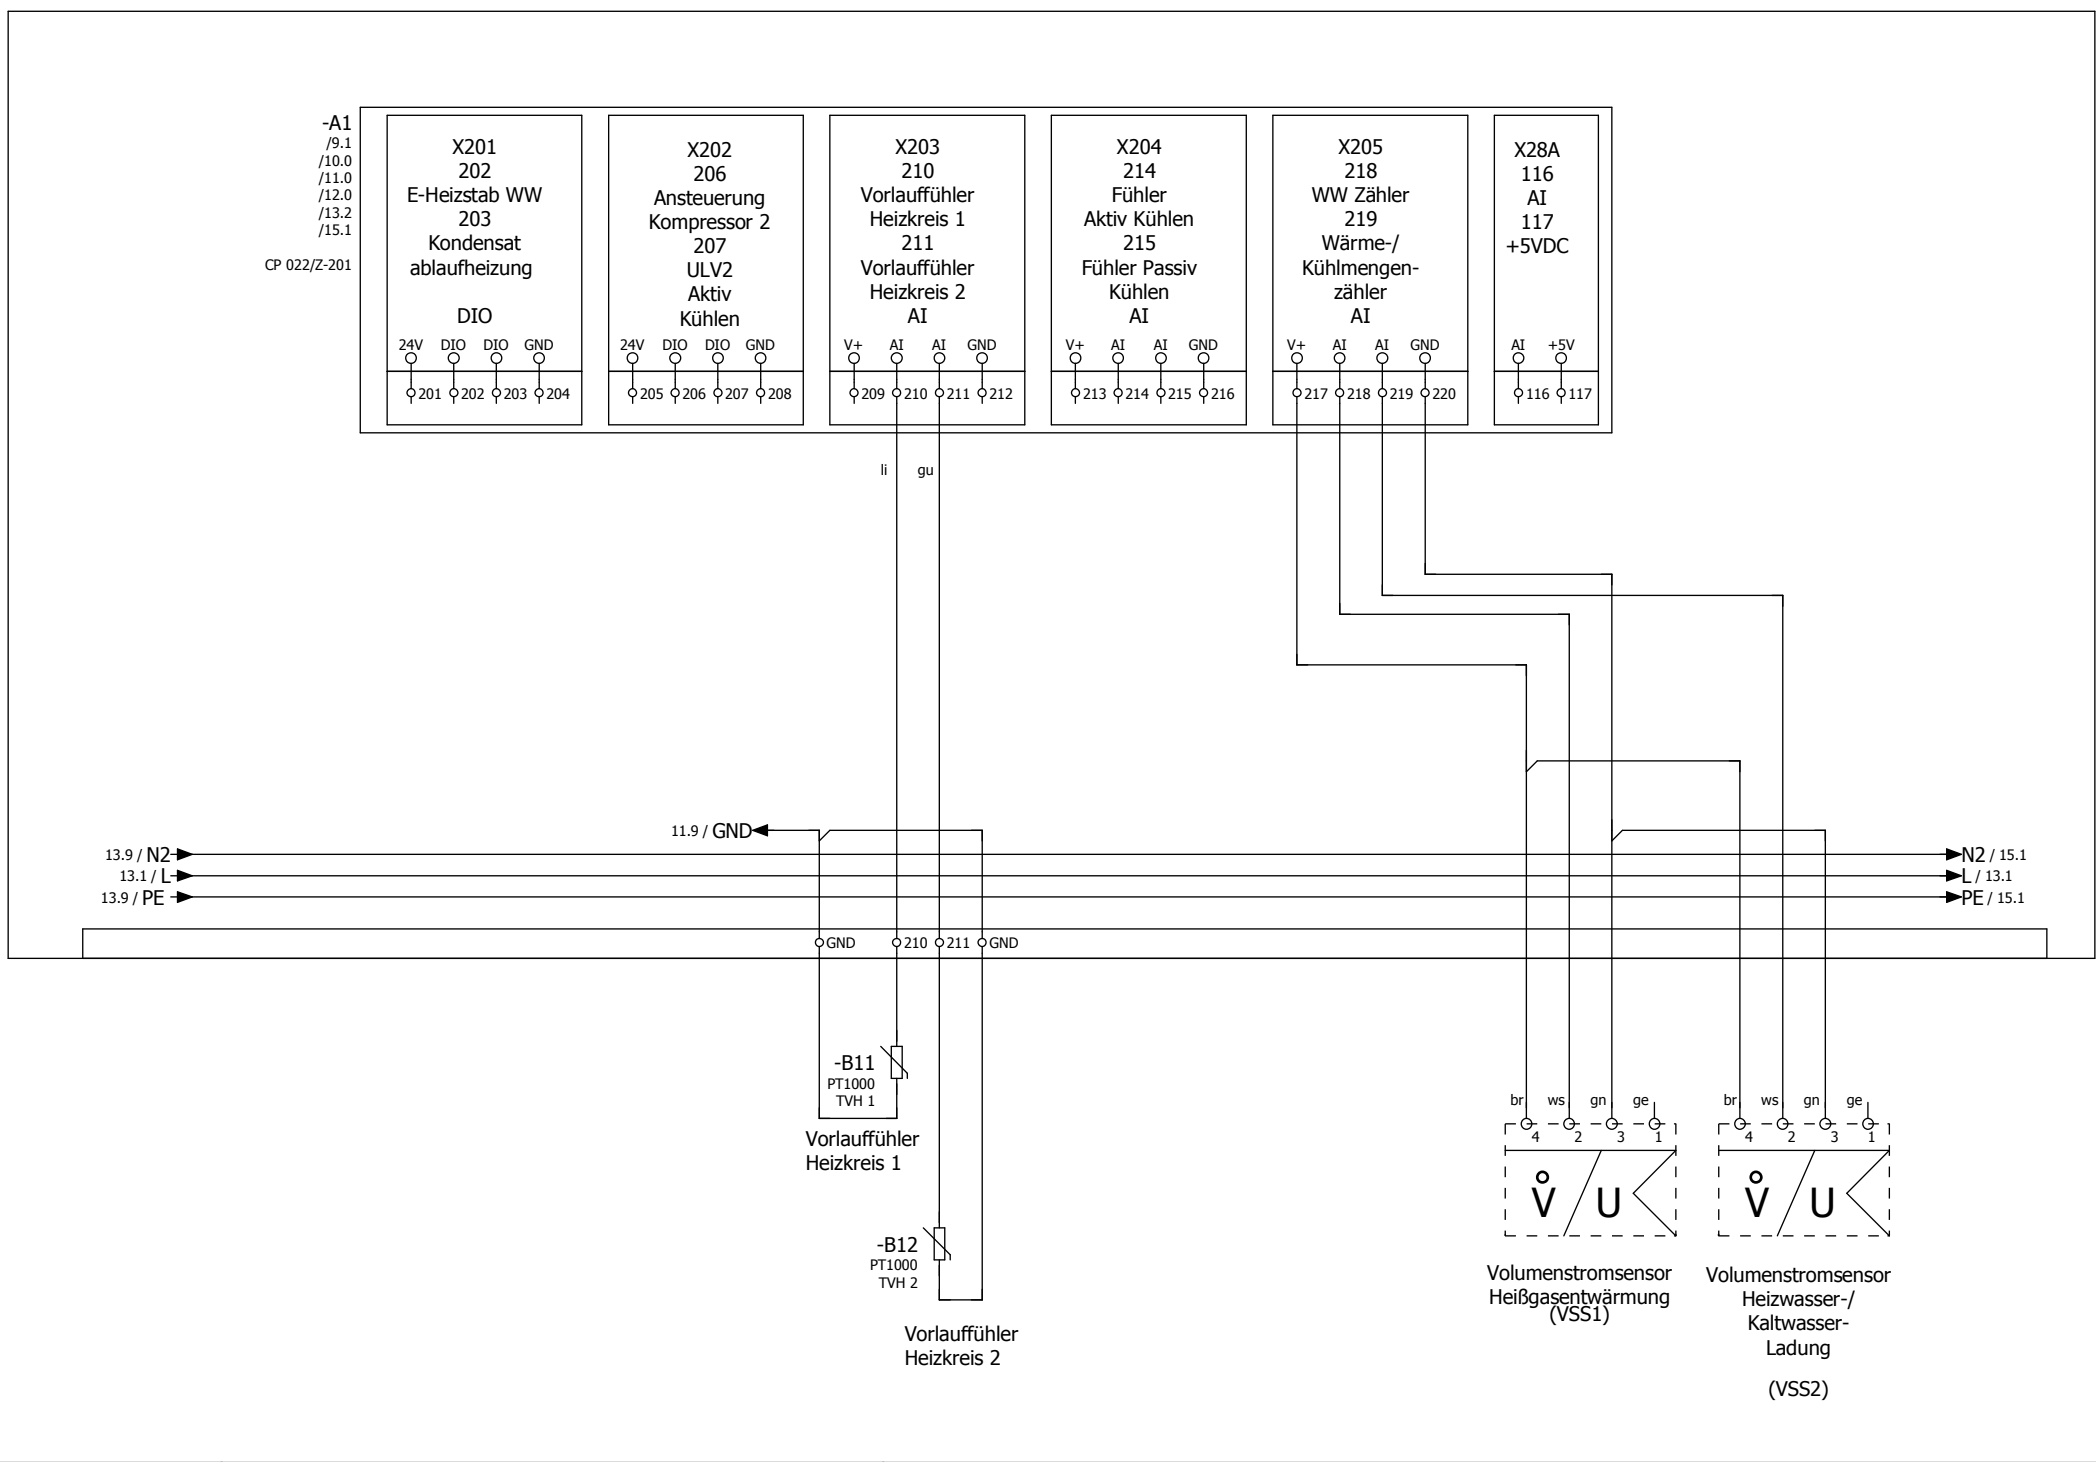 -A1
/9.1
/10.0
/11.0
/12.0
/13.2
/15.1
CP 022/Z-201
X201
202
E-Heizstab WW
203
Kondensat
ablaufheizung
DIO
24V DIO DIO GND
201 202 203 204
X202
206
Ansteuerung
Kompressor 2
207
ULV2
Aktiv
Kühlen
24V DIO DIO GND
205 206 207 208
X203
210
Vorlauffühler
Heizkreis 1
211
Vorlauffühler
Heizkreis 2
AI
V+ AI AI GND
209 210 211 212
X204
214
Fühler
Aktiv Kühlen
215
Fühler Passiv
Kühlen
AI
V+ AI AI GND
213 214 215 216
X205
218
WW Zähler
219
Wärme-/
Kühlmengen-
zähler
AI
V+ AI AI GND
217 218 219 220
X28A
116
AI
117
+5VDC
AI +5V
116 117
li gu
11.9 / GND
13.9 / N2
13.1 / L
13.9 / PE
N2 / 15.1
L / 13.1
PE / 15.1
GND 210 211 GND
-B11
PT1000
TVH 1
Vorlauffühler
Heizkreis 1
-B12
PT1000
TVH 2
Vorlauffühler
Heizkreis 2
br ws gn ge
4 2 3 1
V̊ U
Volumenstromsensor
Heißgasentwärmung
(VSS1)
br ws gn ge
4 2 3 1
V̊ U
Volumenstromsensor
Heizwasser-/
Kaltwasser-
Ladung
(VSS2)